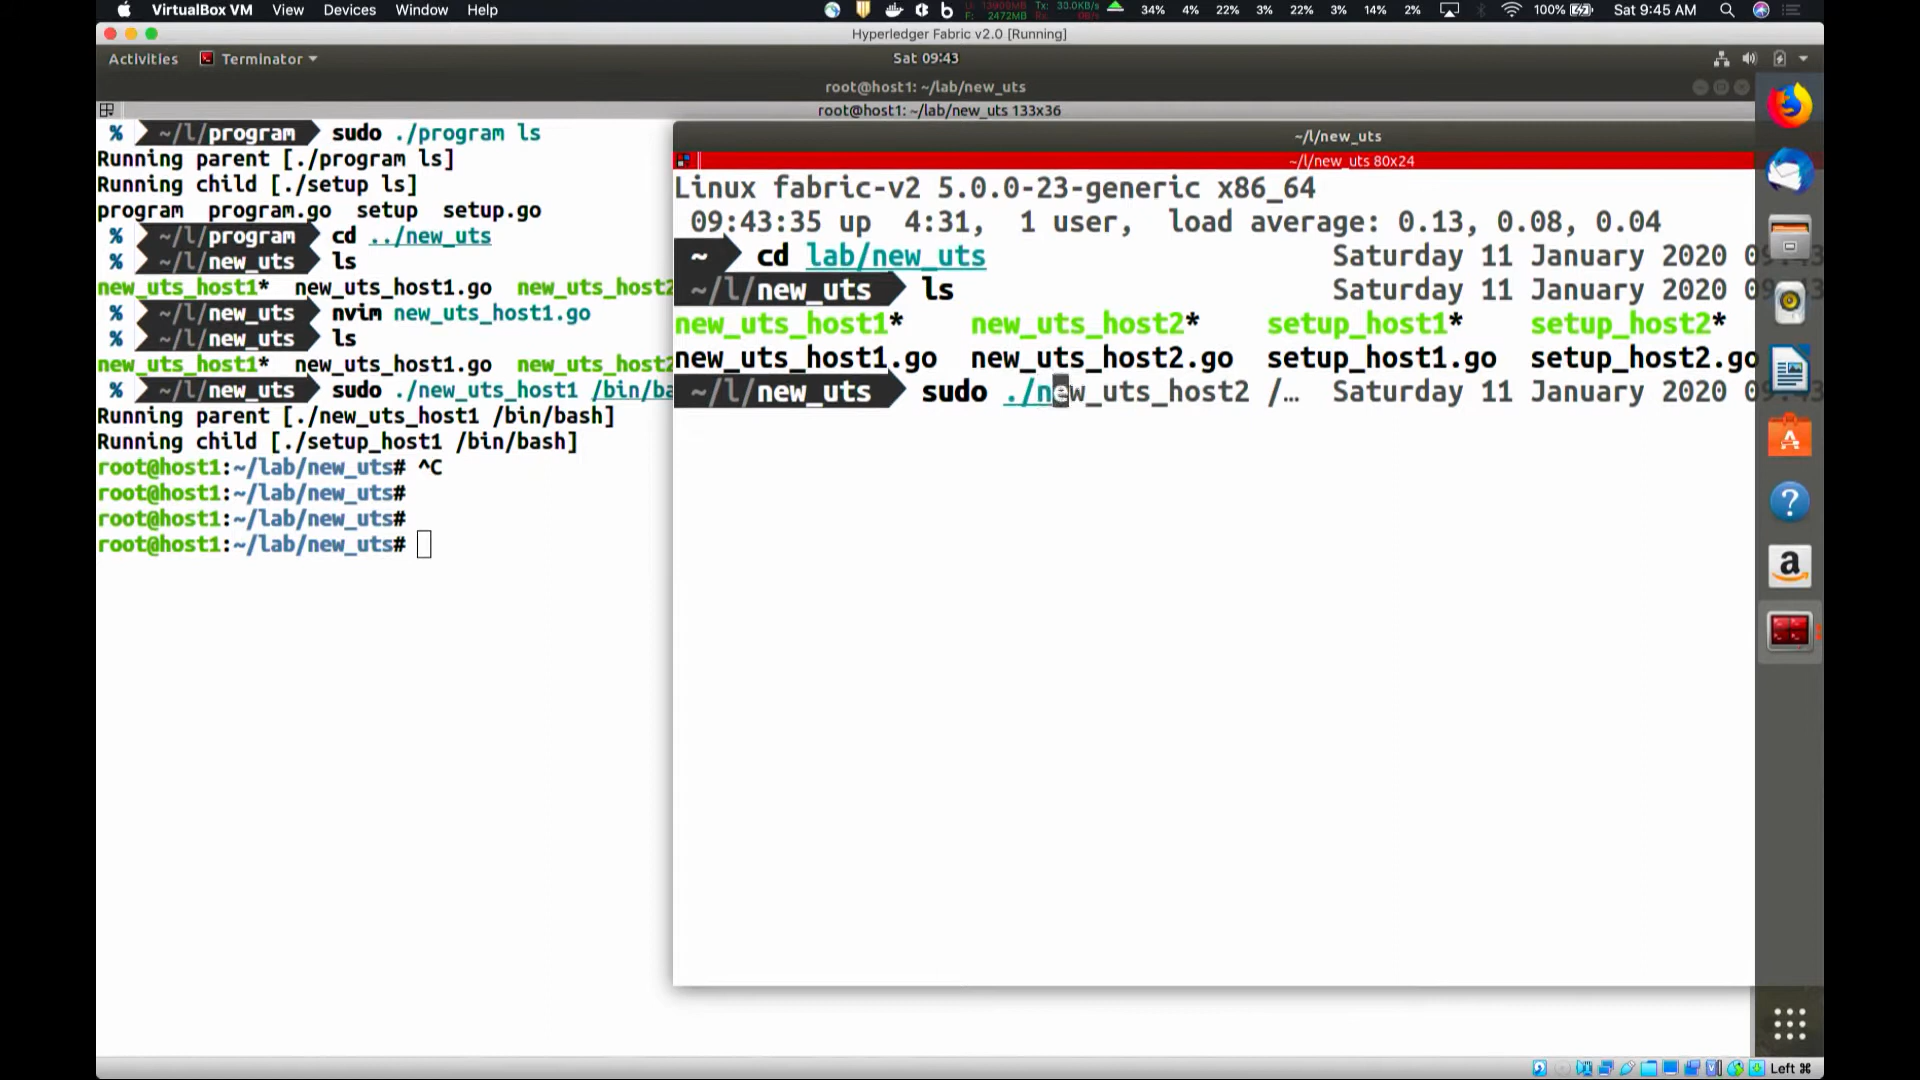 VirtualBox VM View Devices Window Help 34% 4% 22% 3% 22% 3% 14% 2% 100% Sat 9:45 AM
Hyperledger Fabric v2.0 [Running]
Activities Terminator Sat 09:43
root@host1: ~/lab/new_uts
root@host1: ~/lab/new_uts 133x36
% ~/l/program sudo ./program ls
Running parent [./program ls]
Running child [./setup ls]
program program.go setup setup.go
% ~/l/program cd ../new_uts
% ~/l/new_uts ls
new_uts_host1* new_uts_host1.go new_uts_host2
% ~/l/new_uts nvim new_uts_host1.go
% ~/l/new_uts ls
new_uts_host1* new_uts_host1.go new_uts_host2
% ~/l/new_uts sudo ./new_uts_host1 /bin/ba
Running parent [./new_uts_host1 /bin/bash]
Running child [./setup_host1 /bin/bash]
root@host1:~/lab/new_uts# ^C
root@host1:~/lab/new_uts#
root@host1:~/lab/new_uts#
root@host1:~/lab/new_uts#
~/l/new_uts
~/l/new_uts 80x24
Linux fabric-v2 5.0.0-23-generic x86_64
09:43:35 up 4:31, 1 user, load average: 0.13, 0.08, 0.04
~ cd lab/new_uts Saturday 11 January 2020
~/l/new_uts ls Saturday 11 January 2020
new_uts_host1* new_uts_host2* setup_host1* setup_host2*
new_uts_host1.go new_uts_host2.go setup_host1.go setup_host2.go
~/l/new_uts sudo ./new_uts_host2 /… Saturday 11 January 2020
Left ⌘